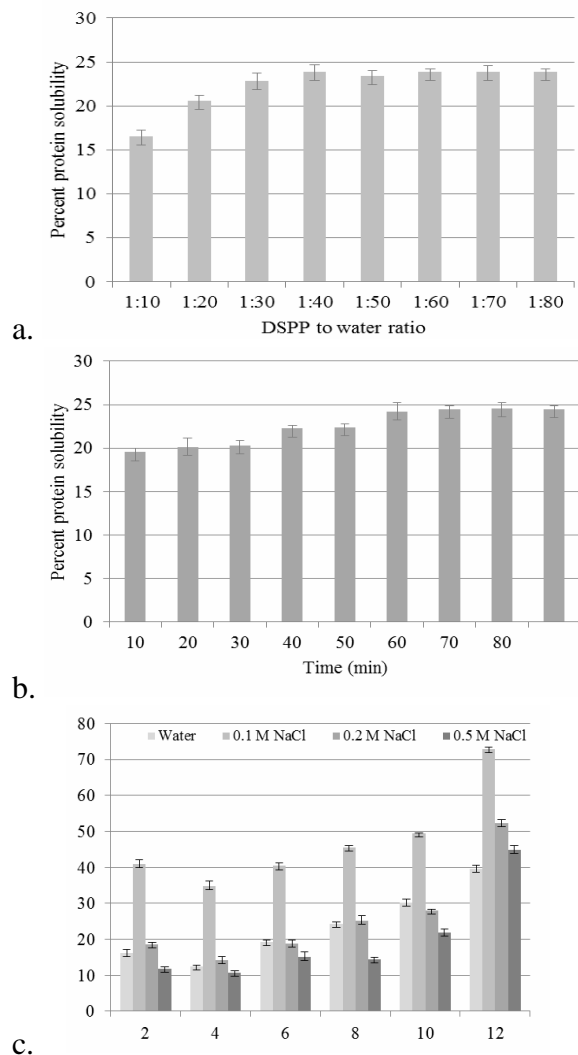 30
25
20
15
10
5
0
Percent protein solubility
1:10 1:20 1:30 1:40 1:50 1:60 1:70 1:80
DSPP to water ratio
a.
30
25
20
15
10
5
0
Percent protein solubility
10 20 30 40 50 60 70 80
Time (min)
b.
80
70
60
50
40
30
20
10
0
Water 0.1 M NaCl 0.2 M NaCl 0.5 M NaCl
2 4 6 8 10 12
c.